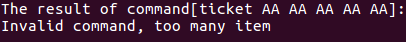 The result of command[ticket AA AA AA AA AA]:
Invalid command, too many item